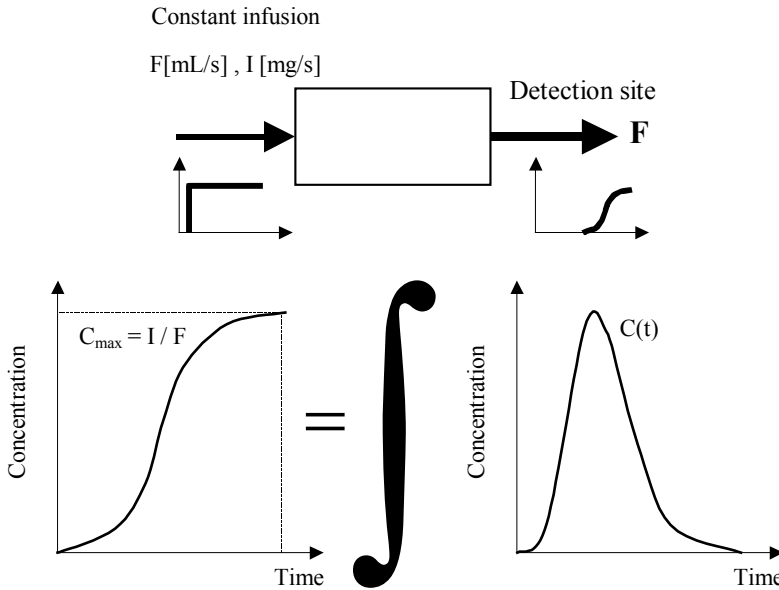 Constant infusion
F[mL/s] , I [mg/s]
Detection site
F
Concentration
C_max = I / F
Time
=
∫
Concentration
C(t)
Time